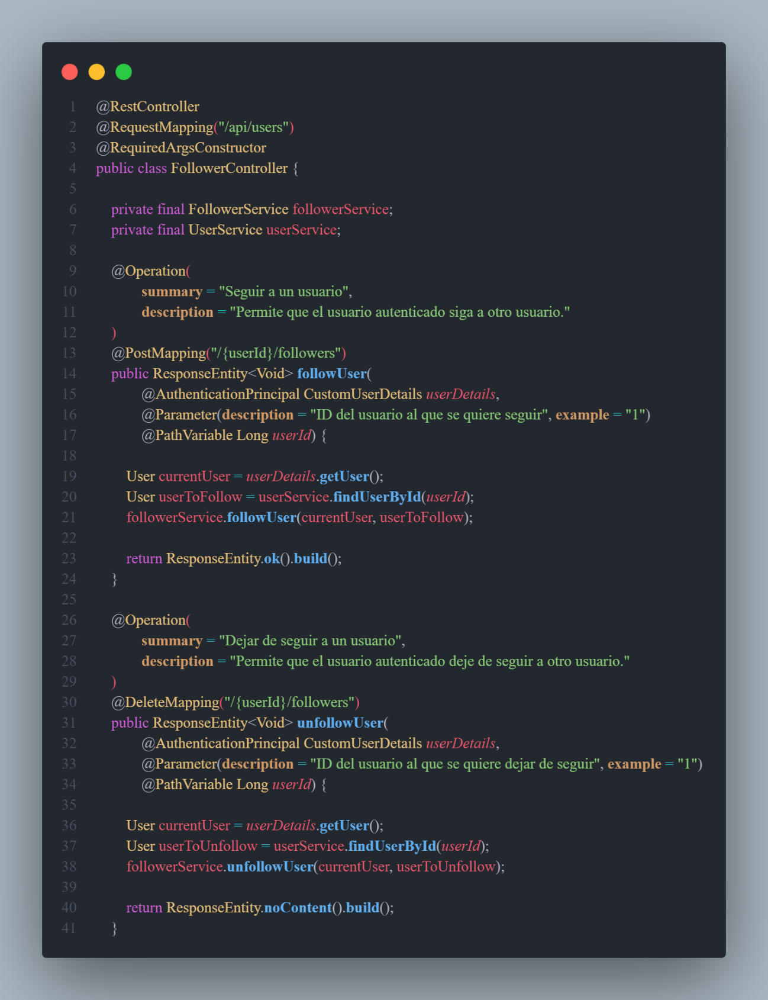 1 @RestController
2 @RequestMapping("/api/users")
3 @RequiredArgsConstructor
4 public class FollowerController {
5
6 private final FollowerService followerService;
7 private final UserService userService;
8
9 @Operation(
10 summary = "Seguir a un usuario",
11 description = "Permite que el usuario autenticado siga a otro usuario."
12 )
13 @PostMapping("/{userId}/followers")
14 public ResponseEntity<Void> followUser(
15 @AuthenticationPrincipal CustomUserDetails userDetails,
16 @Parameter(description = "ID del usuario al que se quiere seguir", example = "1")
17 @PathVariable Long userId) {
18
19 User currentUser = userDetails.getUser();
20 User userToFollow = userService.findUserById(userId);
21 followerService.followUser(currentUser, userToFollow);
22
23 return ResponseEntity.ok().build();
24 }
25
26 @Operation(
27 summary = "Dejar de seguir a un usuario",
28 description = "Permite que el usuario autenticado deje de seguir a otro usuario."
29 )
30 @DeleteMapping("/{userId}/followers")
31 public ResponseEntity<Void> unfollowUser(
32 @AuthenticationPrincipal CustomUserDetails userDetails,
33 @Parameter(description = "ID del usuario al que se quiere dejar de seguir", example = "1")
34 @PathVariable Long userId) {
35
36 User currentUser = userDetails.getUser();
37 User userToUnfollow = userService.findUserById(userId);
38 followerService.unfollowUser(currentUser, userToUnfollow);
39
40 return ResponseEntity.noContent().build();
41 }